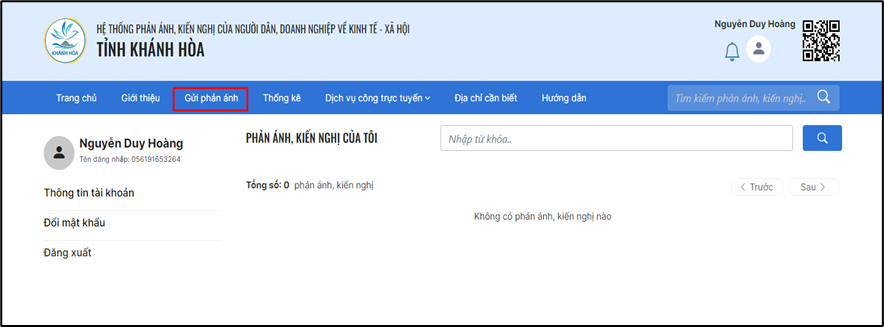 HỆ THỐNG PHẢN ÁNH, KIẾN NGHỊ CỦA NGƯỜI DÂN, DOANH NGHIỆP VỀ KINH TẾ - XÃ HỘI
TỈNH KHÁNH HÒA
KHÁNH HÒA
Nguyễn Duy Hoàng
Trang chủ Giới thiệu Gửi phản ánh Thống kê Dịch vụ công trực tuyến Địa chỉ cần biết Hướng dẫn Tìm kiếm phản ánh, kiến nghị..
Nguyễn Duy Hoàng
Tên đăng nhập: 056191653264
Thông tin tài khoản
Đổi mật khẩu
Đăng xuất
PHẢN ÁNH, KIẾN NGHỊ CỦA TÔI
Nhập từ khóa..
Tổng số: 0 phản ánh, kiến nghị
Trước Sau
Không có phản ánh, kiến nghị nào